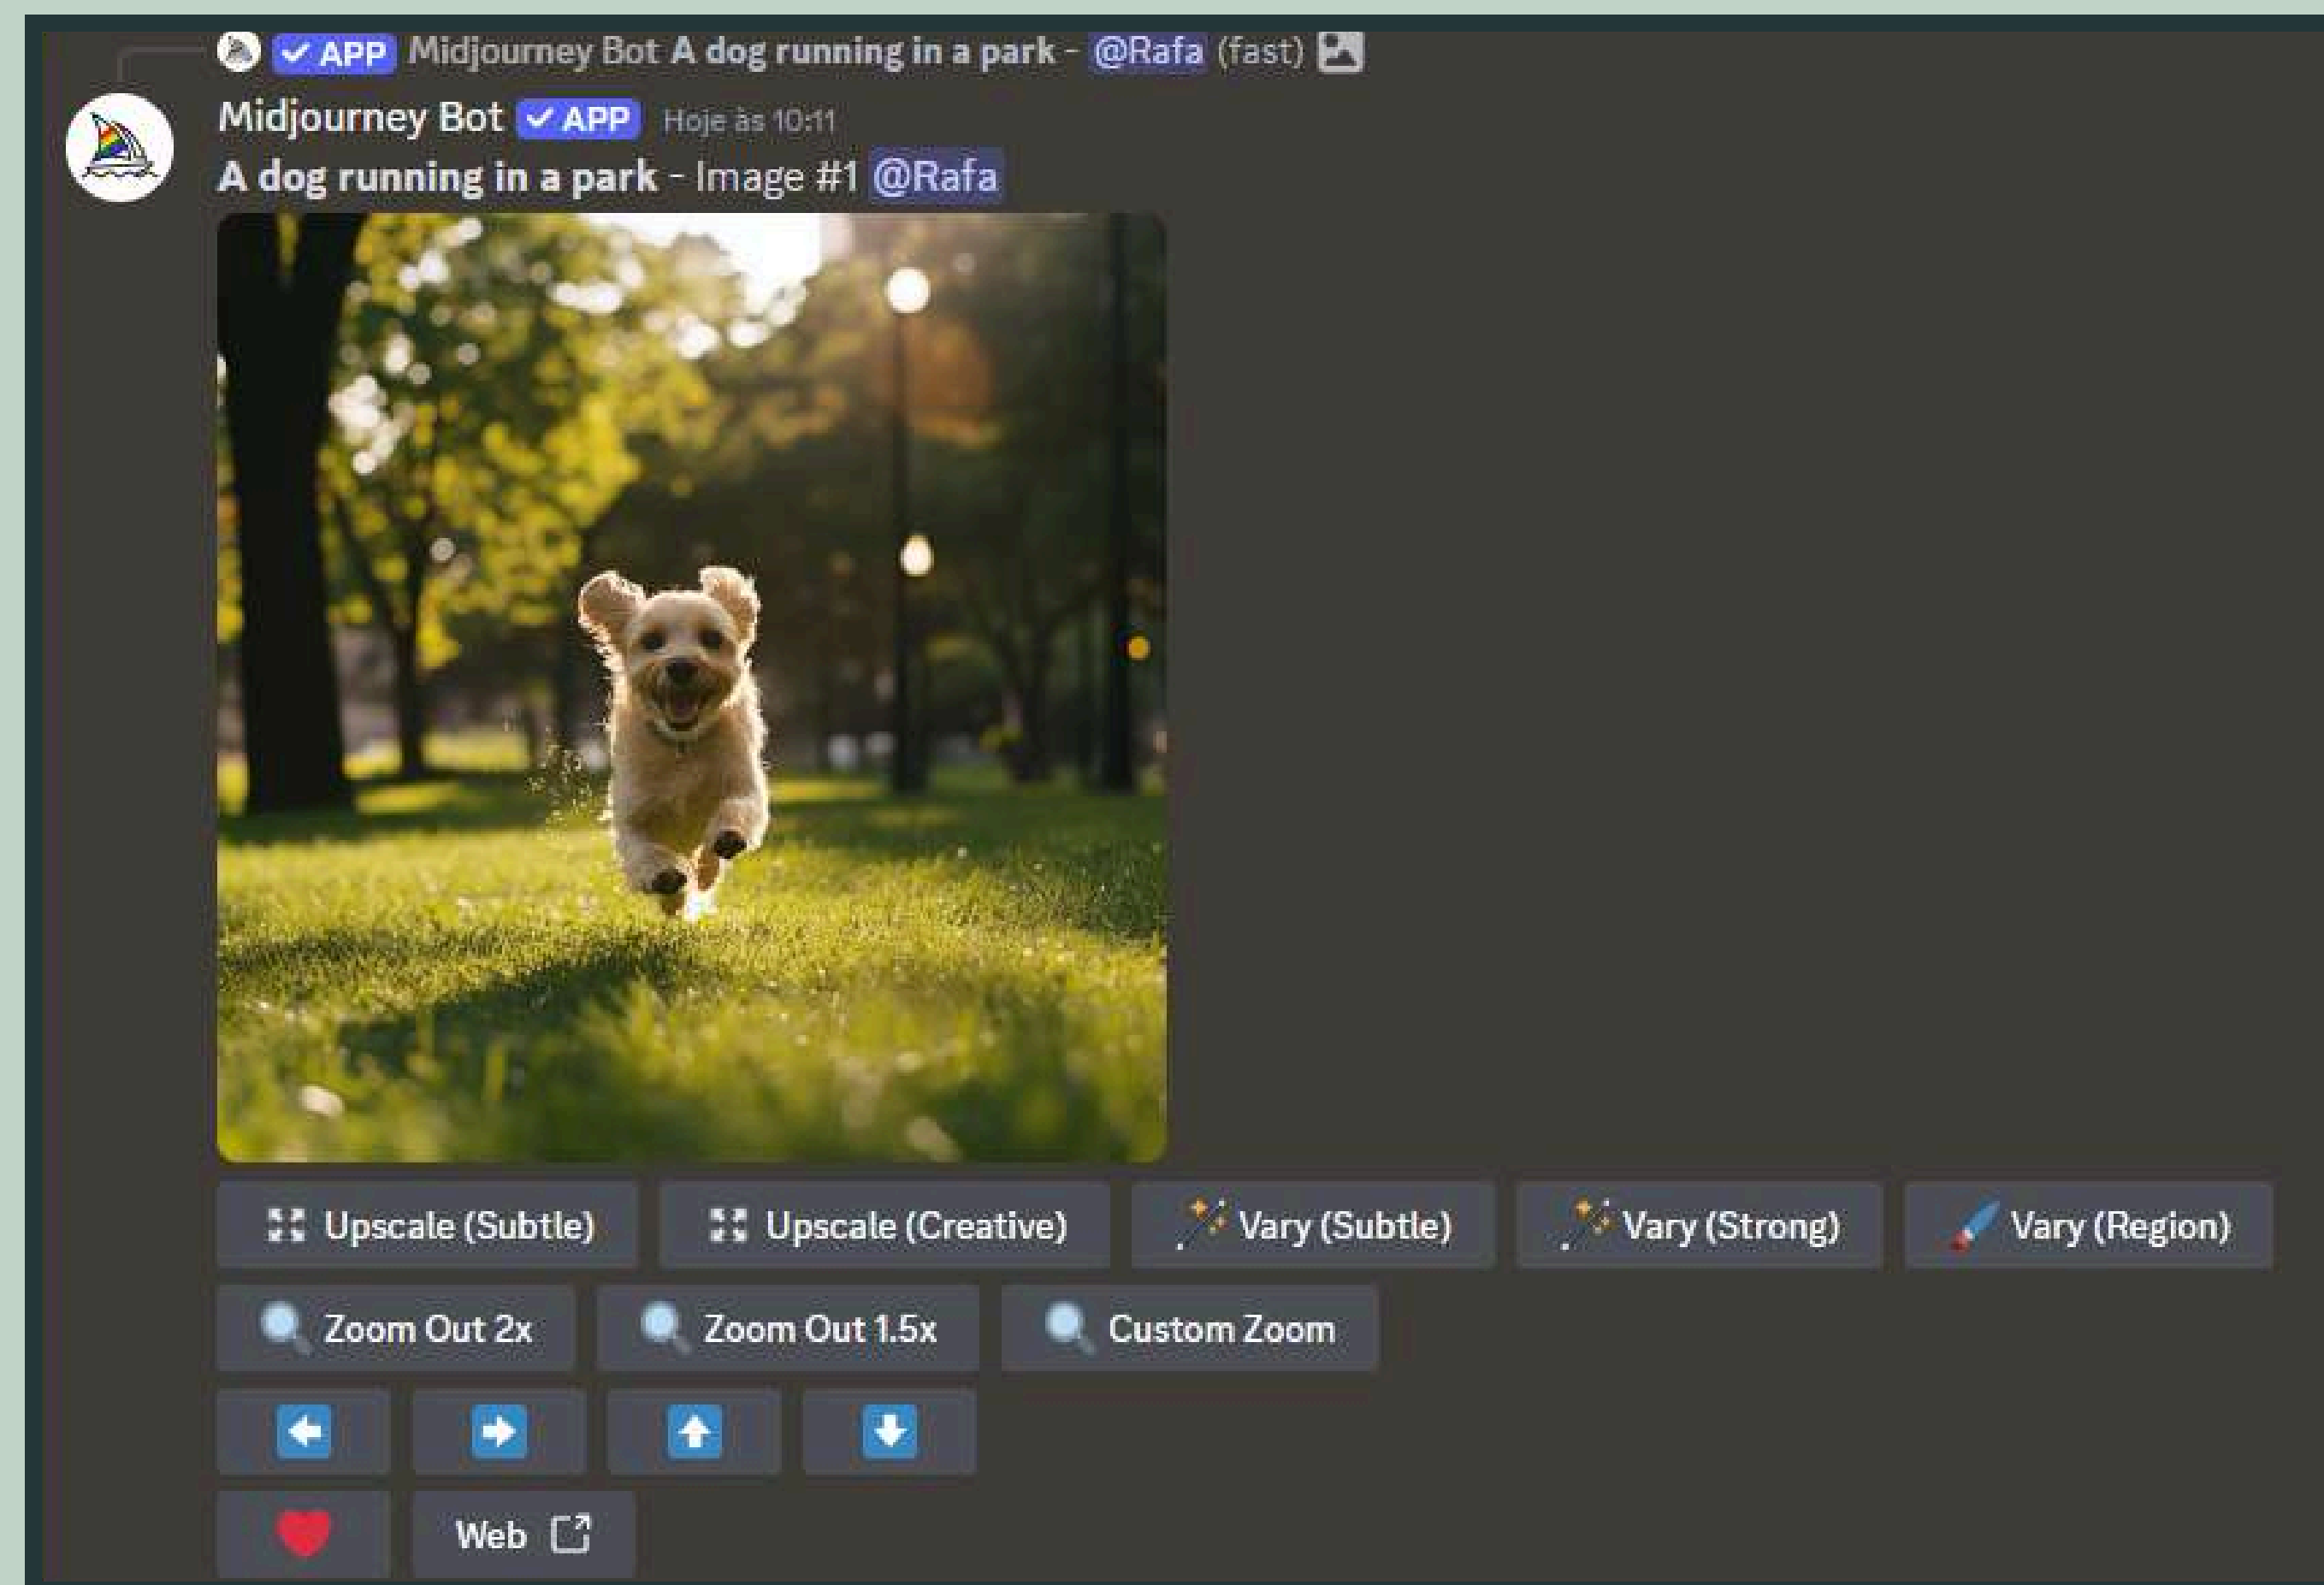 ✓ APP Midjourney Bot A dog running in a park - @Rafa (fast)
Midjourney Bot ✓ APP Hoje às 10:11
A dog running in a park - Image #1 @Rafa
Upscale (Subtle) Upscale (Creative) Vary (Subtle) Vary (Strong) Vary (Region)
Zoom Out 2x Zoom Out 1.5x Custom Zoom
Web